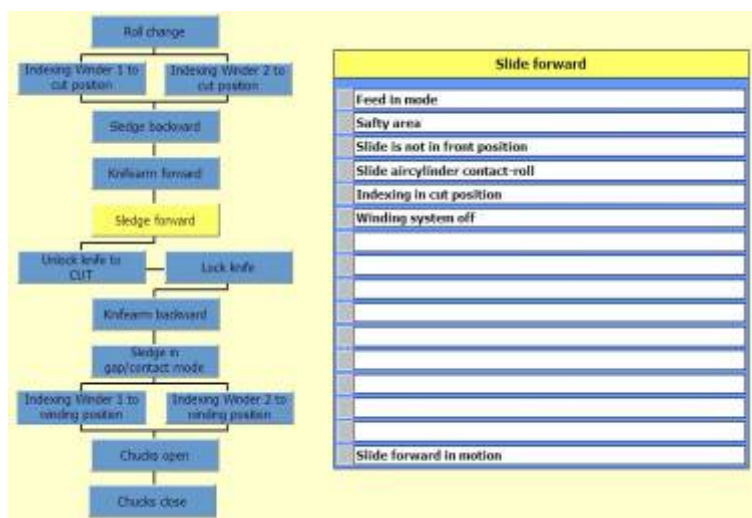 Roll change
Indexing Winder 1 to
cut position
Indexing Winder 2 to
cut position
Sledge backward
Knifearm forward
Sledge forward
Unlock knife to
CUT
Lock knife
Knifearm backward
Sledge in
gap/contact mode
Indexing Winder 1 to
winding position
Indexing Winder 2 to
winding position
Chucks open
Chucks close
Slide forward
Feed in mode
Safty area
Slide is not in front position
Slide aircylinder contact-roll
Indexing in cut position
Winding system off
Slide forward in motion